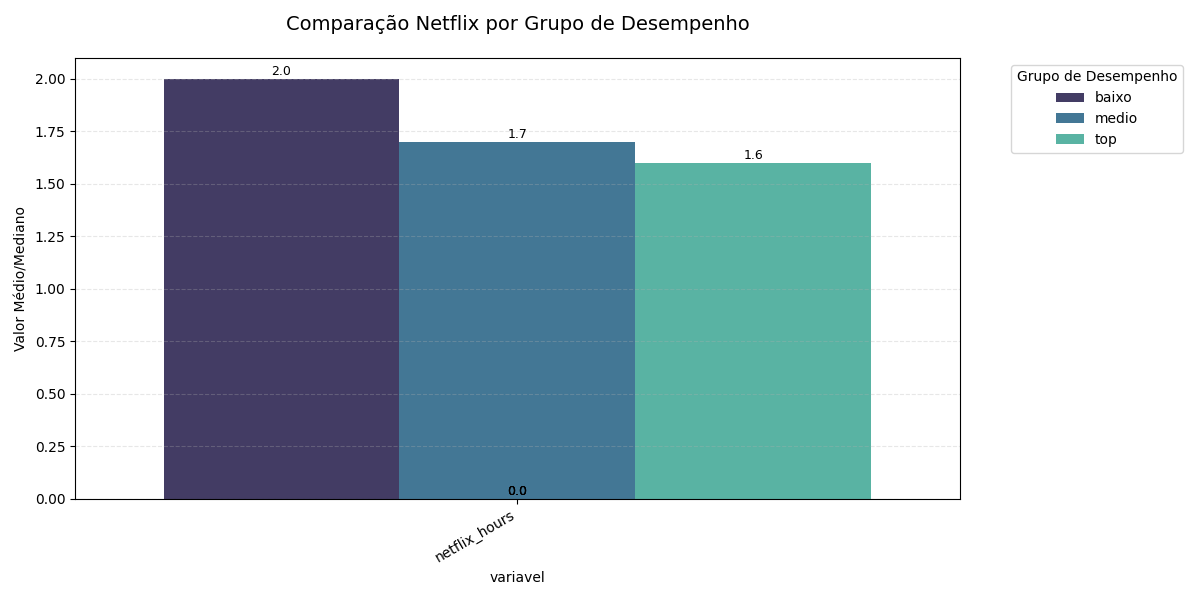 Comparação Netflix por Grupo de Desempenho
Grupo de Desempenho
baixo
medio
top
Valor Médio/Mediano
2.00
1.75
1.50
1.25
1.00
0.75
0.50
0.25
0.00
2.0
1.7
1.6
0.0
netflix_hours
variavel